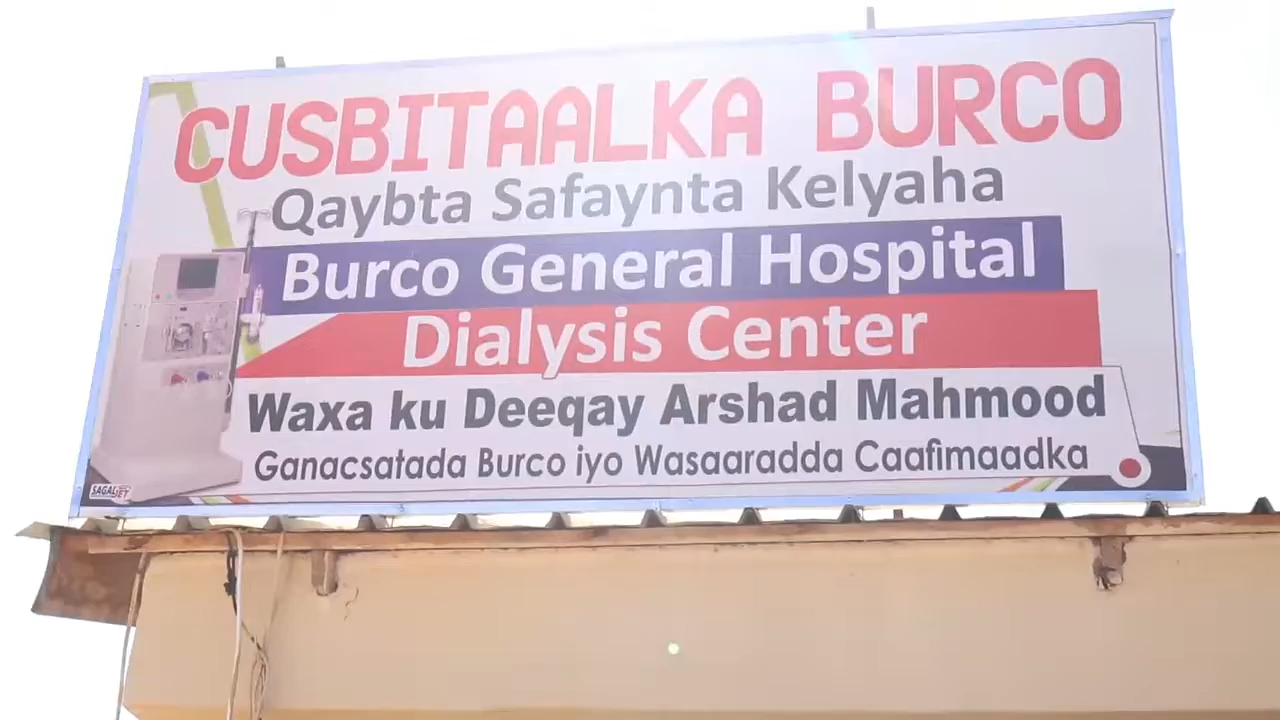 CUSBITAALKA BURCO
Qaybta Safaynta Kelyaha
Burco General Hospital
Dialysis Center
Waxa ku Deeqay Arshad Mahmood
Ganacsatada Burco iyo Wasaaradda Caafimaadka
SAGALJET